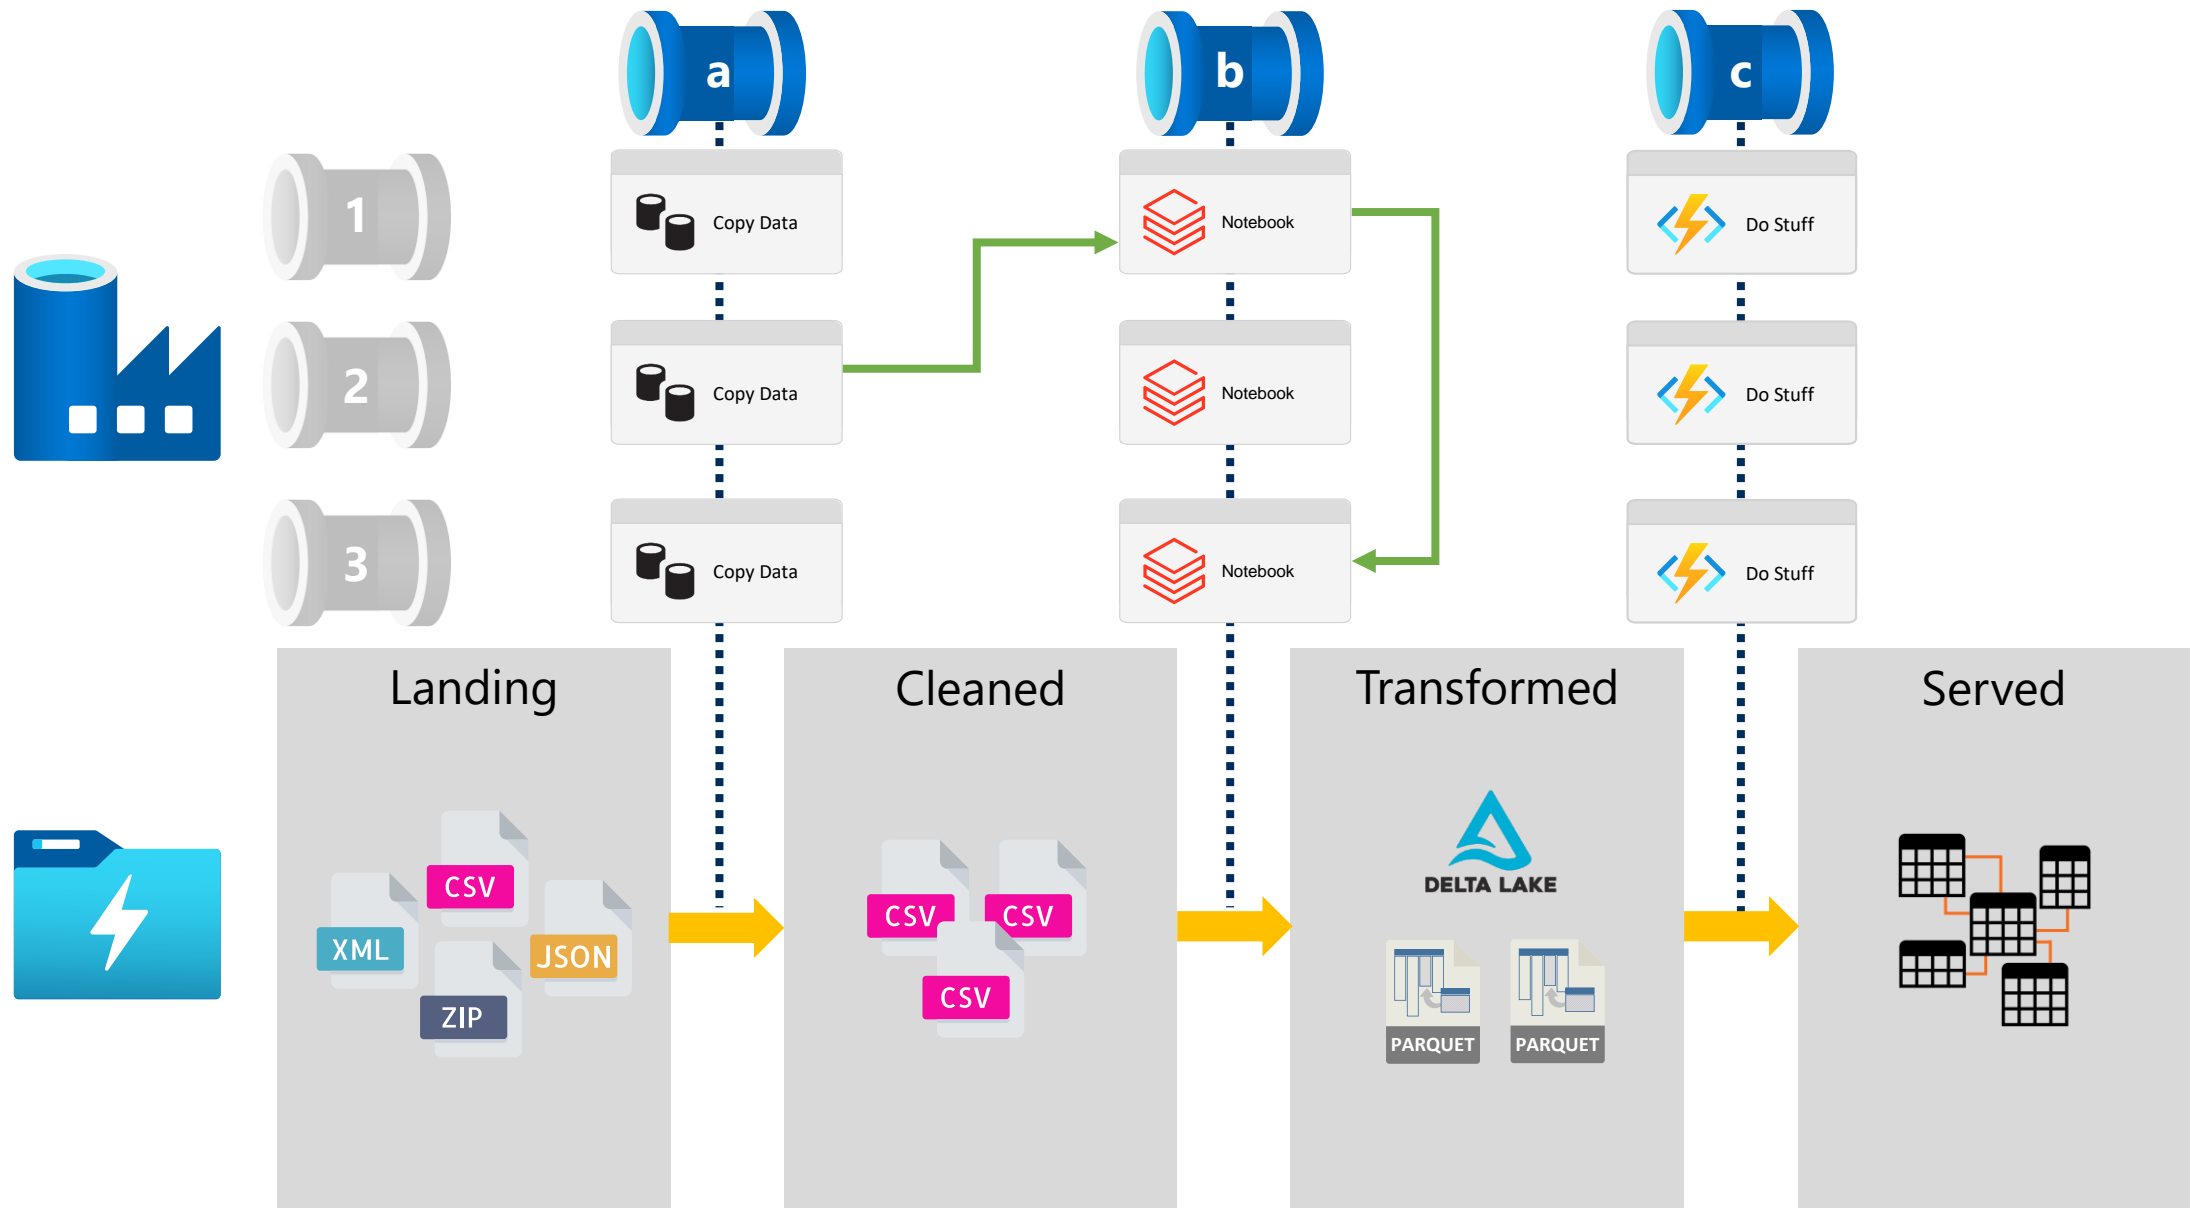 a
b
c
1
Copy Data
Notebook
Do Stuff
2
Copy Data
Notebook
Do Stuff
3
Copy Data
Notebook
Do Stuff
Landing
Cleaned
Transformed
Served
CSV
XML
JSON
ZIP
CSV
CSV
CSV
DELTA LAKE
PARQUET
PARQUET